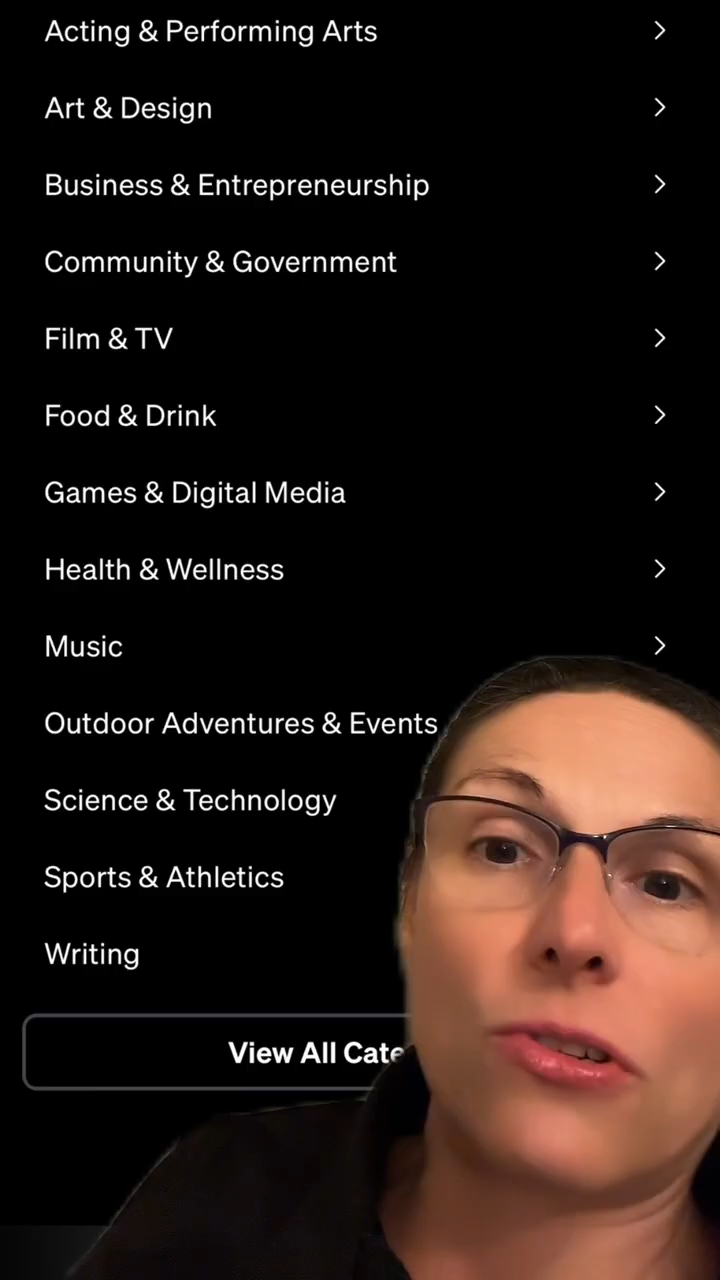 Acting & Performing Arts
Art & Design
Business & Entrepreneurship
Community & Government
Film & TV
Food & Drink
Games & Digital Media
Health & Wellness
Music
Outdoor Adventures & Events
Science & Technology
Sports & Athletics
Writing
View All